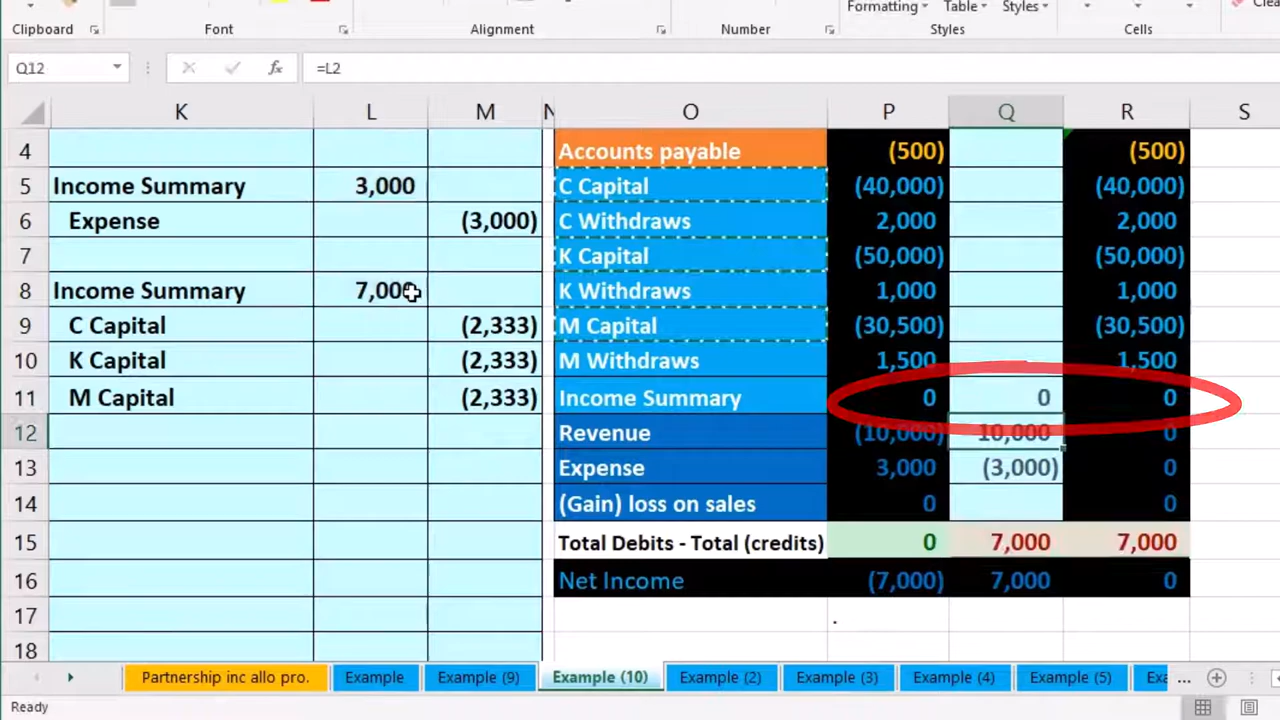 Formatting Table Styles Clea
Clipboard Font Alignment Number Styles Cells
Q12 fx =L2
K L M N O P Q R S
4 Accounts payable (500) (500)
5 Income Summary 3,000 C Capital (40,000) (40,000)
6 Expense (3,000) C Withdraws 2,000 2,000
7 K Capital (50,000) (50,000)
8 Income Summary 7,000 K Withdraws 1,000 1,000
9 C Capital (2,333) M Capital (30,500) (30,500)
10 K Capital (2,333) M Withdraws 1,500 1,500
11 M Capital (2,333) Income Summary 0 0 0
12 Revenue (10,000) 10,000 0
13 Expense 3,000 (3,000) 0
14 (Gain) loss on sales 0 0
15 Total Debits - Total (credits) 0 7,000 7,000
16 Net Income (7,000) 7,000 0
17 .
18
Partnership inc allo pro. Example Example (9) Example (10) Example (2) Example (3) Example (4) Example (5) Exa ...
Ready